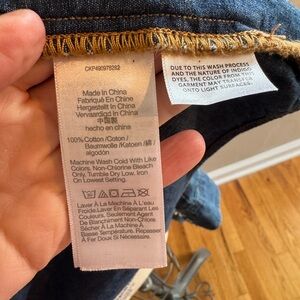 CKP490978282
Made in China
Fabriqué En Chine
Hergestellt In China
Vervaardigd In China
中国製
hecho en china
100% Cotton /Coton /
Baumwolle /Katoen /綿 /
algodón
Machine Wash Cold With Like
Colors. Non-Chlorine Bleach
Only. Tumble Dry Low. Iron
on Lowest Setting.
Laver À La Machine À L'eau
Froide.Laver En Séparant Les
Couleurs. Seulement Agent
De Blanchiment Non-Chlore.
Sécher À La Machine À
Basse Température. Repasser
À Fer Doux Si Nécessaire.
DUE TO THIS WASH PROCESS
AND THE NATURE OF INDIGO
DYES, THE COLOR FROM THIS
GARMENT MAY TRANSFER
ONTO LIGHT SURFACES.